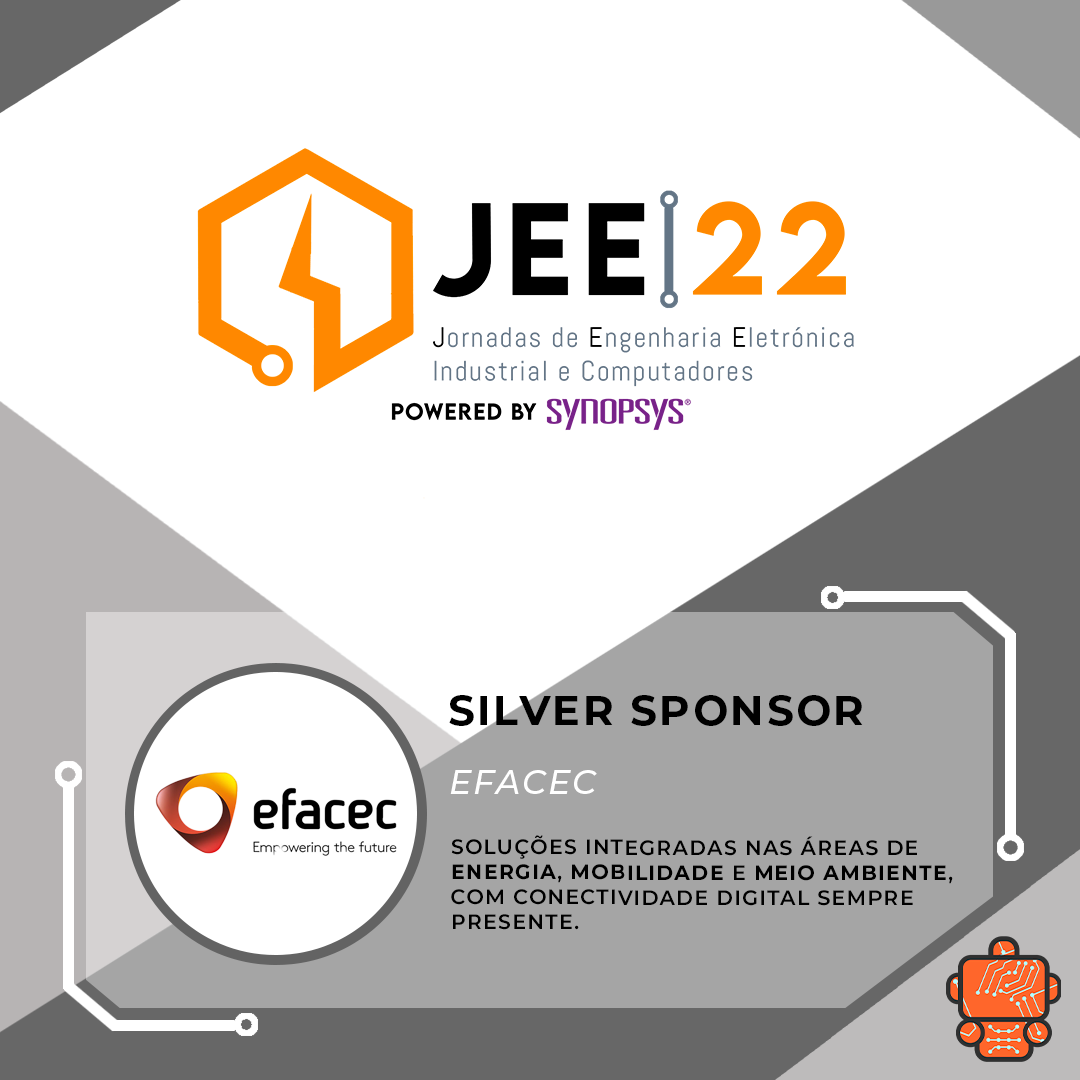 JEE 22
Jornadas de Engenharia Eletrónica
Industrial e Computadores
POWERED BY SYNOPSYS®
SILVER SPONSOR
EFACEC
efacec
Empowering the future
SOLUÇÕES INTEGRADAS NAS ÁREAS DE
ENERGIA, MOBILIDADE E MEIO AMBIENTE,
COM CONECTIVIDADE DIGITAL SEMPRE
PRESENTE.